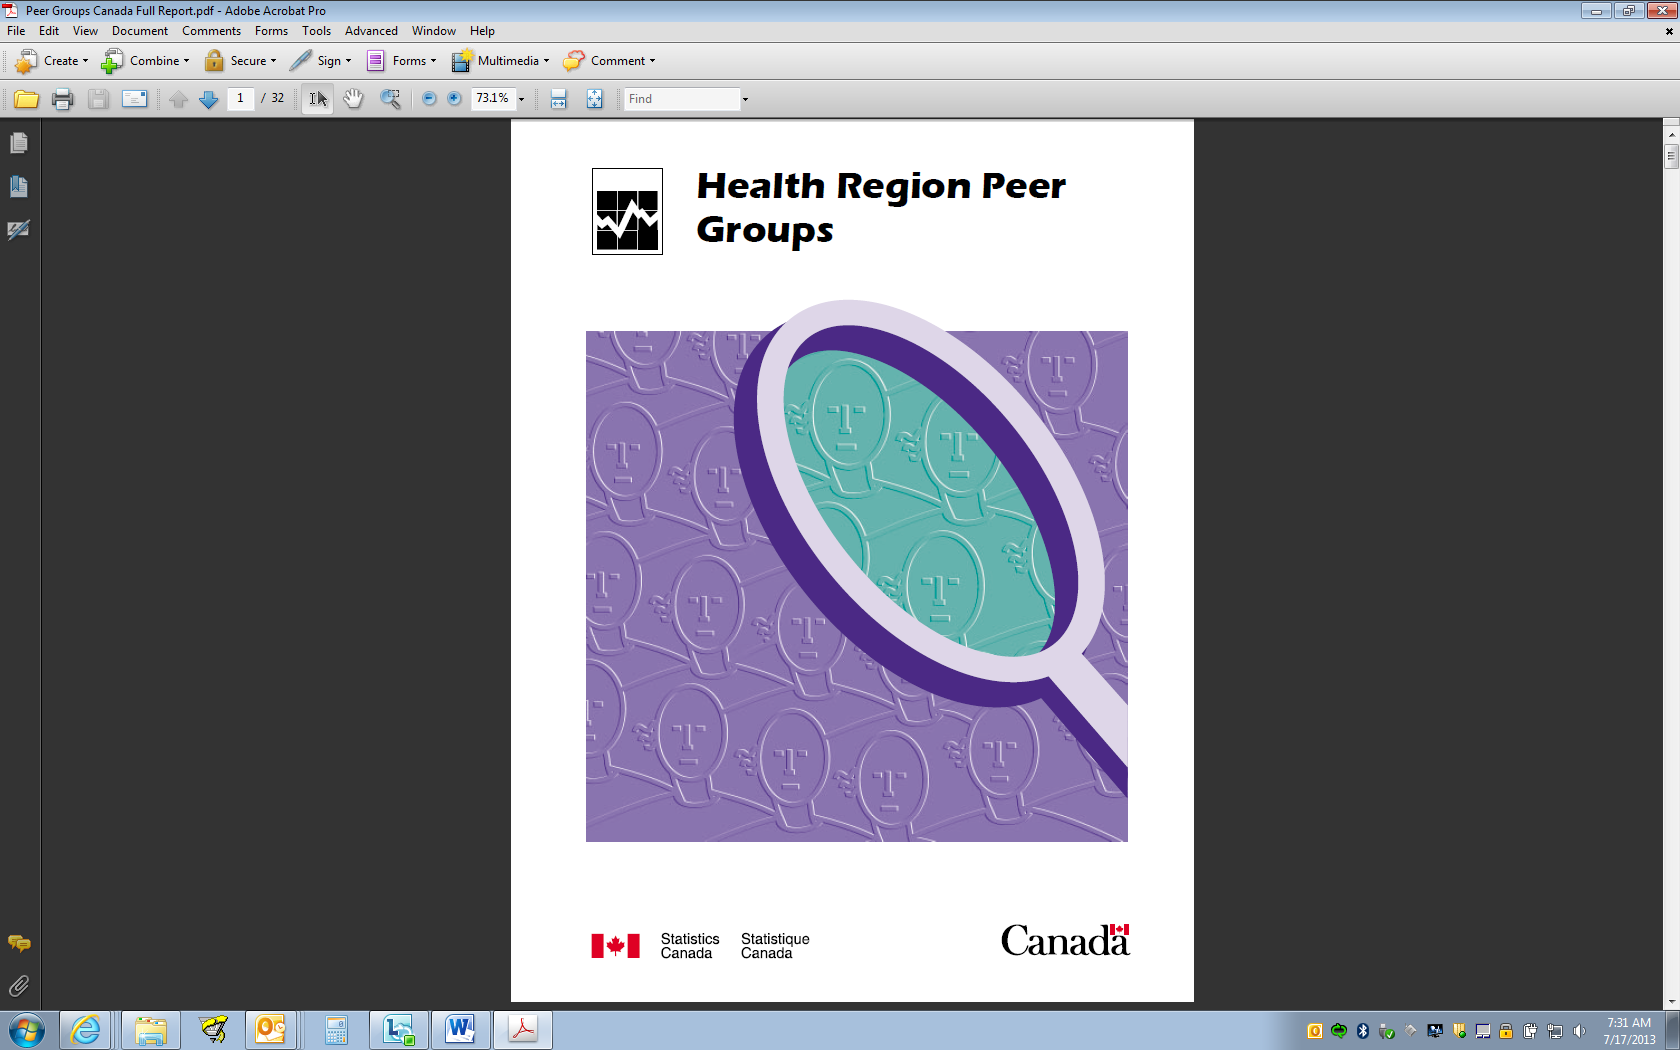 Peer Groups Canada Full Report.pdf - Adobe Acrobat Pro
File Edit View Document Comments Forms Tools Advanced Window Help
Create Combine Secure Sign Forms Multimedia Comment
1 / 32 73.1% Find
Health Region Peer
Groups
Statistics Statistique
Canada Canada
Canada
7:31 AM
7/17/2013